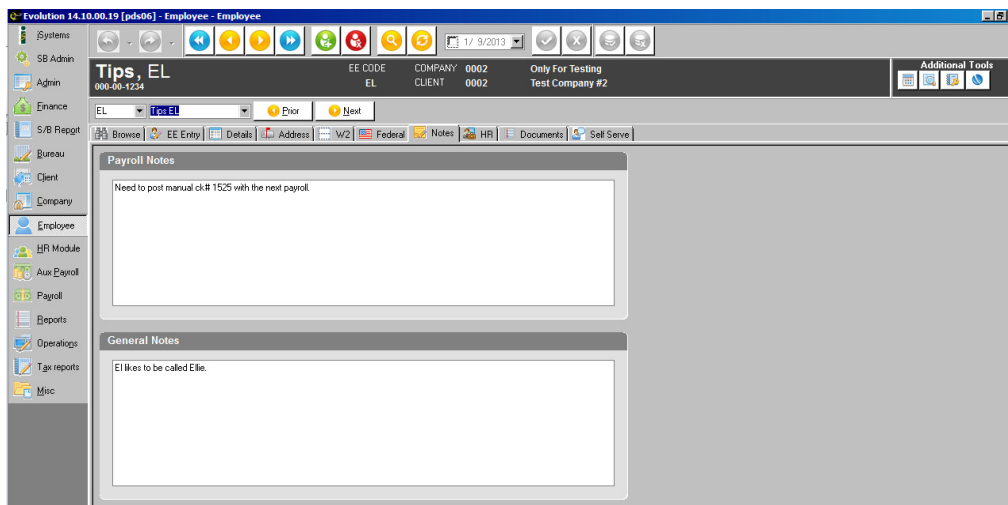 Evolution 14.10.00.19 [pds06] - Employee - Employee
iSystems
SB Admin
Admin
Finance
S/B Report
Bureau
Client
Company
Employee
HR Module
Aux Payroll
Payroll
Reports
Operations
Tax reports
Misc
1/ 9/2013
Tips, EL
000-00-1234
EE CODE
EL
COMPANY 0002 Only For Testing
CLIENT 0002 Test Company #2
Additional Tools
EL Tips EL Prior Next
Browse EE Entry Details Address W2 Federal Notes HR Documents Self Serve
Payroll Notes
Need to post manual ck# 1525 with the next payroll.
General Notes
El likes to be called Ellie.